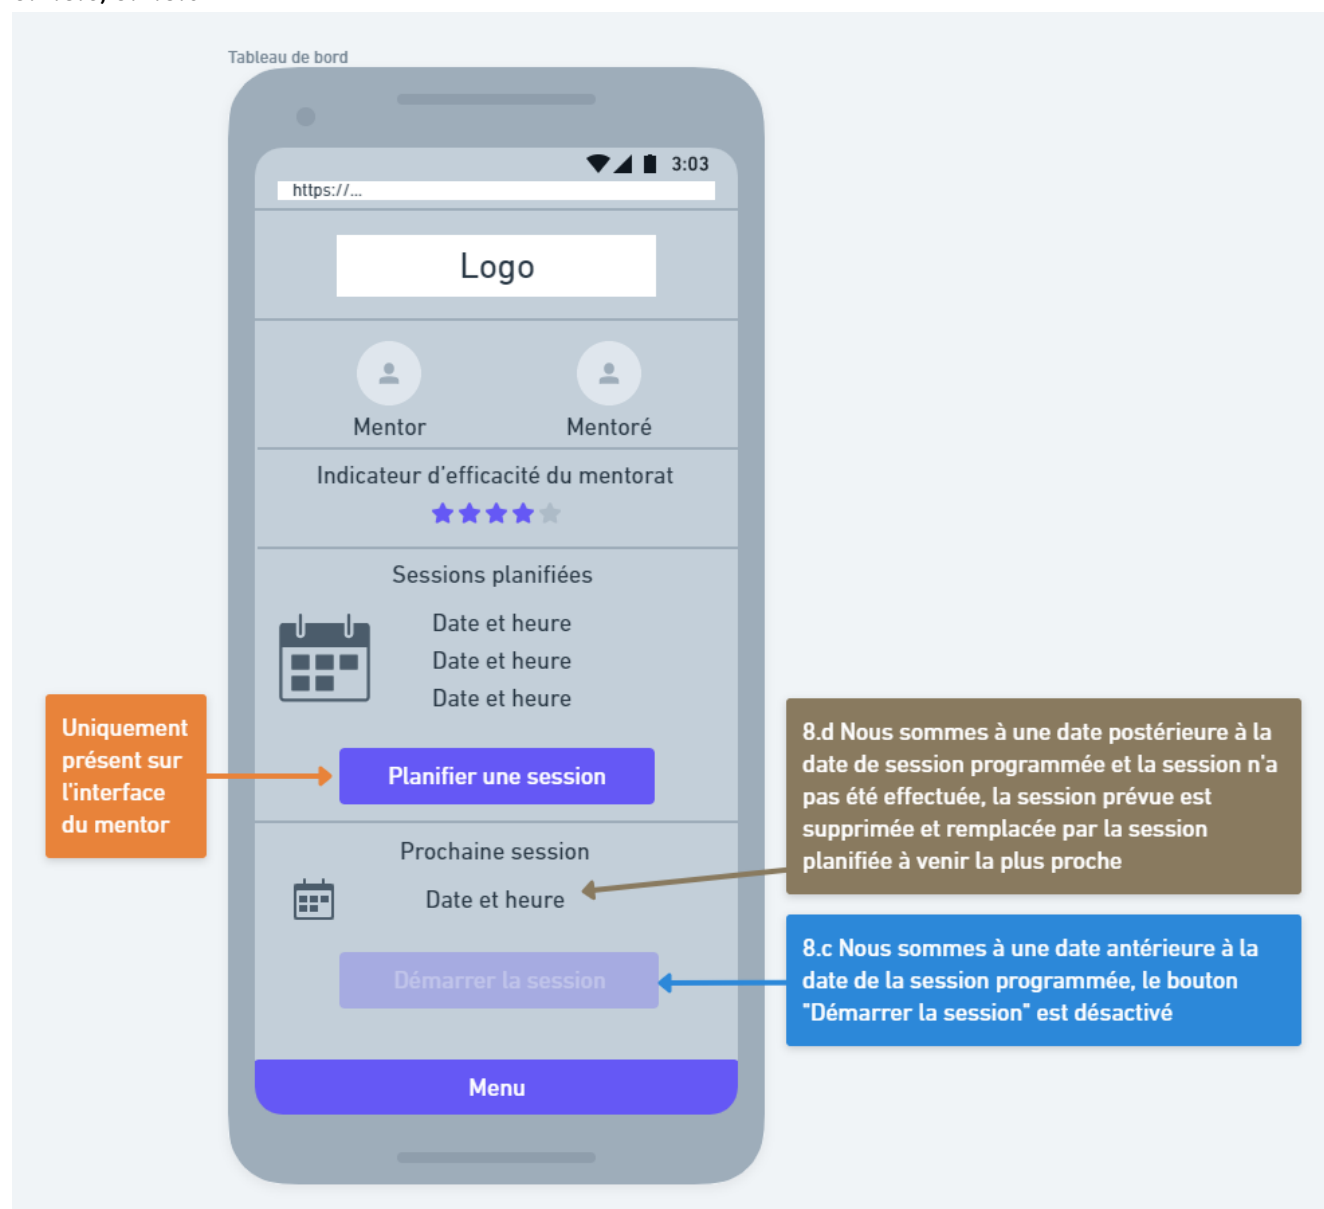 Tableau de bord
3:03
https://...
Logo
Mentor
Mentoré
Indicateur d'efficacité du mentorat
Sessions planifiées
Date et heure
Date et heure
Date et heure
Uniquement
présent sur
l'interface
du mentor
Planifier une session
8.d Nous sommes à une date postérieure à la
date de session programmée et la session n'a
pas été effectuée, la session prévue est
supprimée et remplacée par la session
planifiée à venir la plus proche
Prochaine session
Date et heure
8.c Nous sommes à une date antérieure à la
date de la session programmée, le bouton
"Démarrer la session" est désactivé
Démarrer la session
Menu